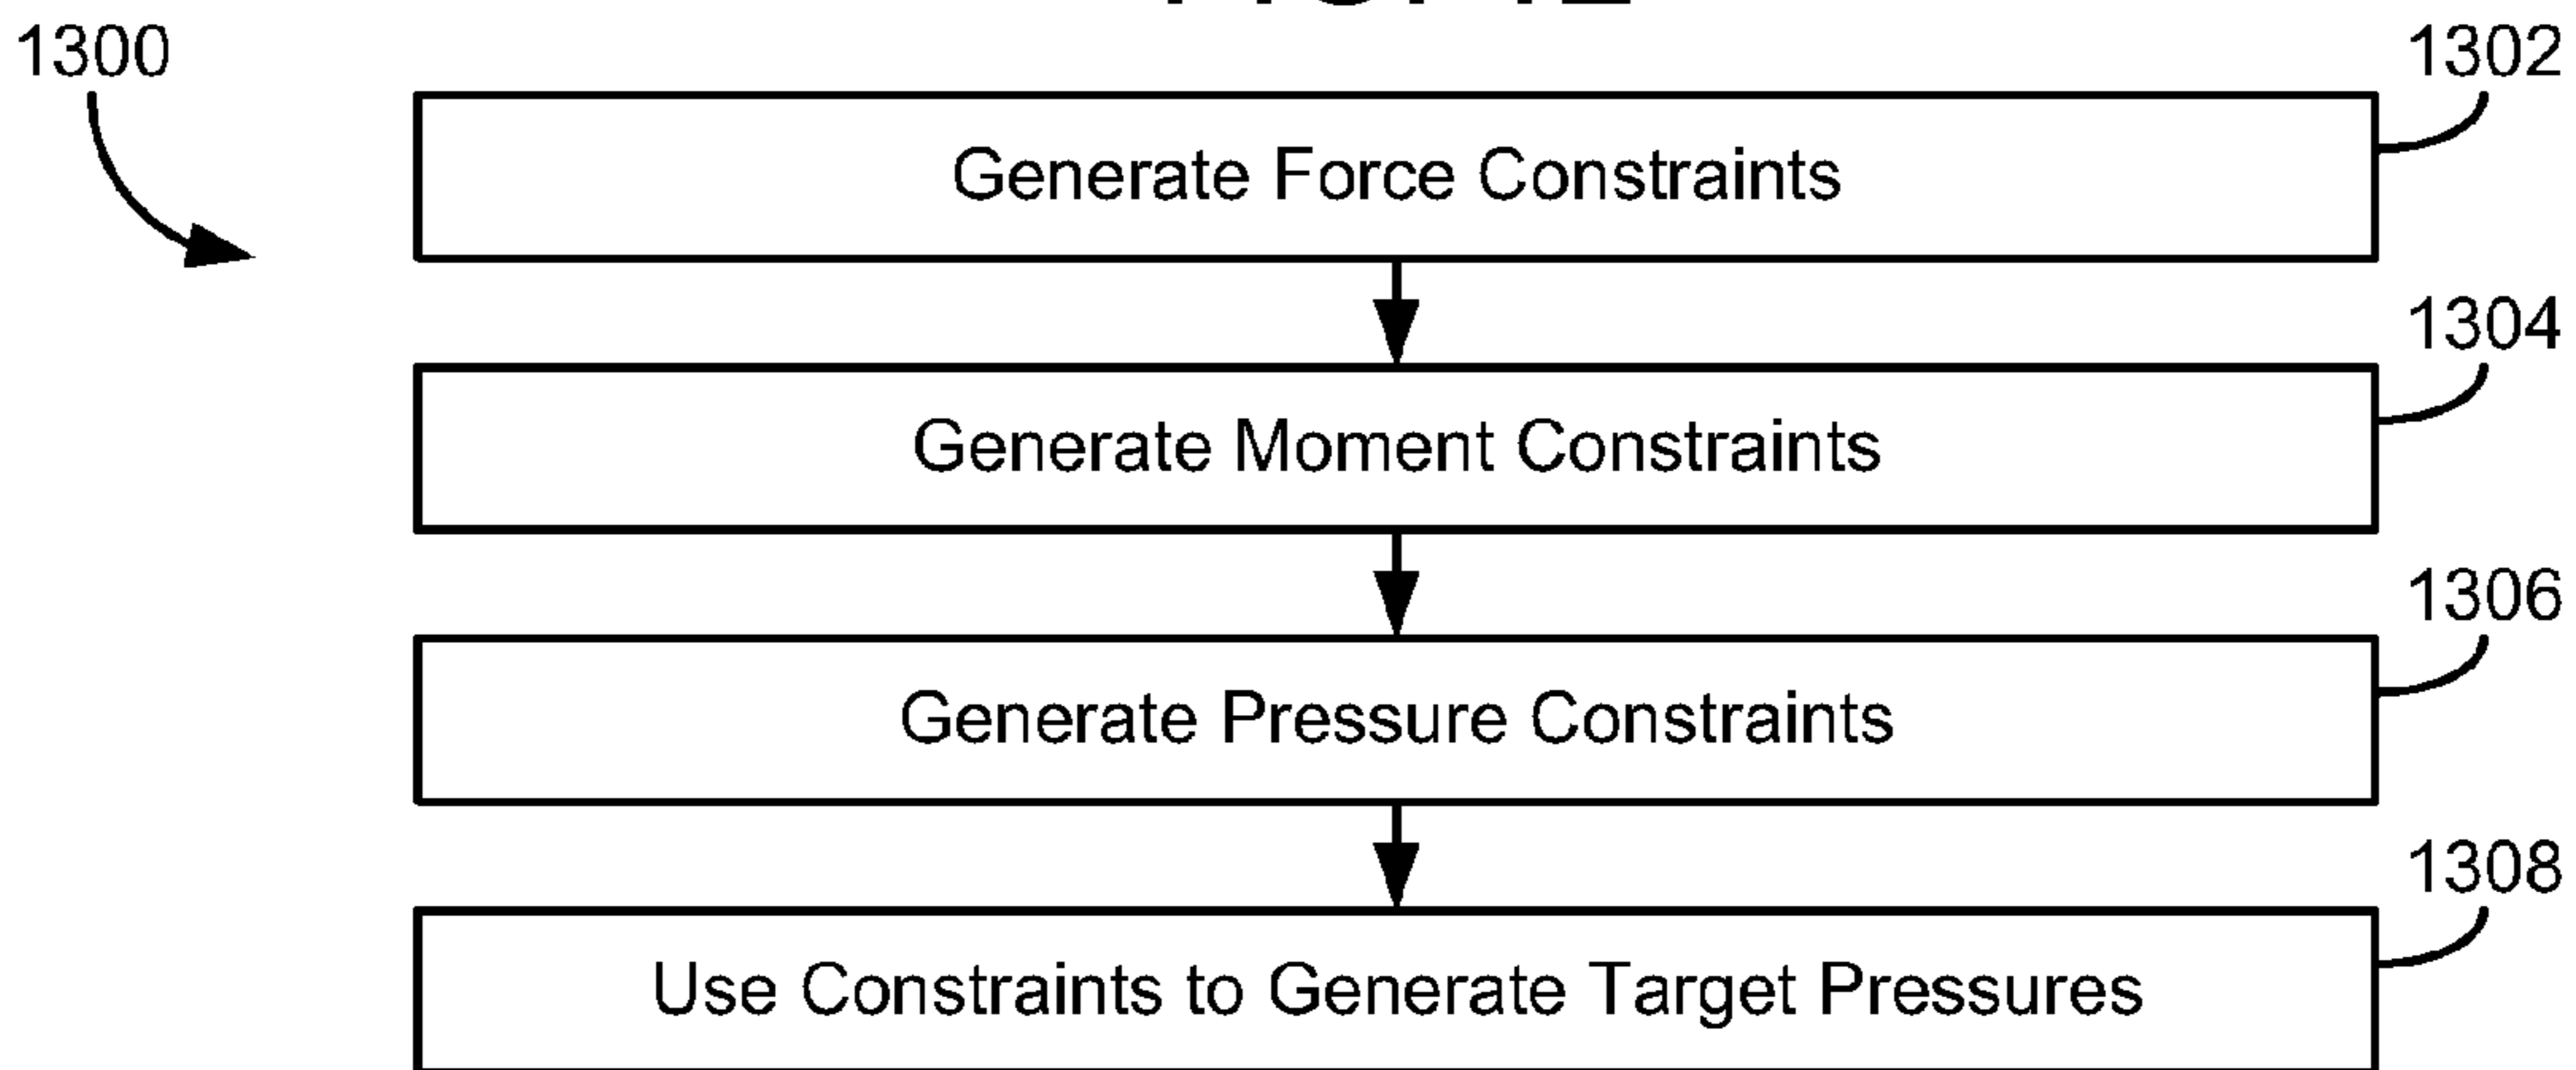 1300
1302
Generate Force Constraints
1304
Generate Moment Constraints
1306
Generate Pressure Constraints
1308
Use Constraints to Generate Target Pressures